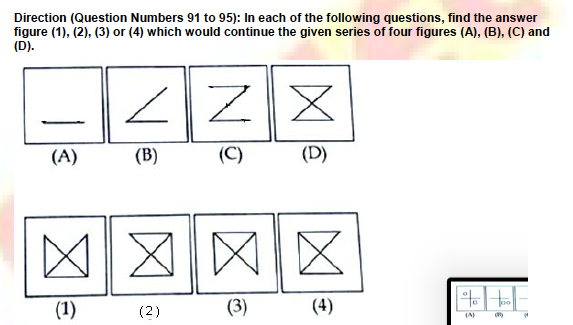 Direction (Question Numbers 91 to 95): In each of the following questions, find the answer
figure (1), (2), (3) or (4) which would continue the given series of four figures (A), (B), (C) and
(D).
(A) (B) (C) (D)
(1) (2) (3) (4)
(A) (B)